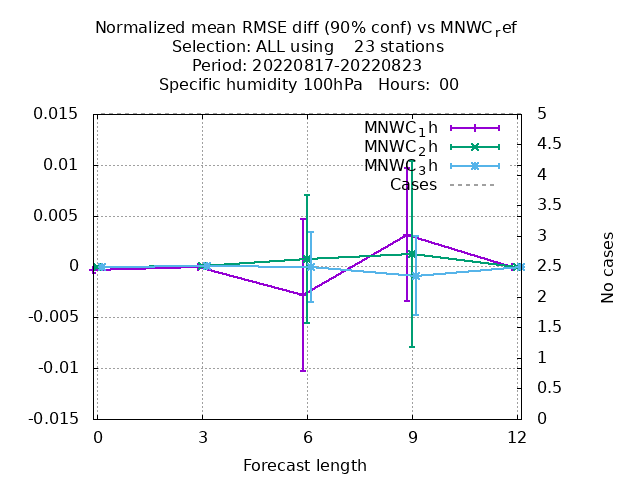 Normalized mean RMSE diff (90% conf) vs MNWC_ref
Selection: ALL using    23 stations
Period: 20220817-20220823
Specific humidity 100hPa   Hours: 00
MNWC_1h
MNWC_2h
MNWC_3h
Cases
0.015
0.01
0.005
0
-0.005
-0.01
-0.015
5
4.5
4
3.5
3
2.5
2
1.5
1
0.5
0
No cases
0 3 6 9 12
Forecast length